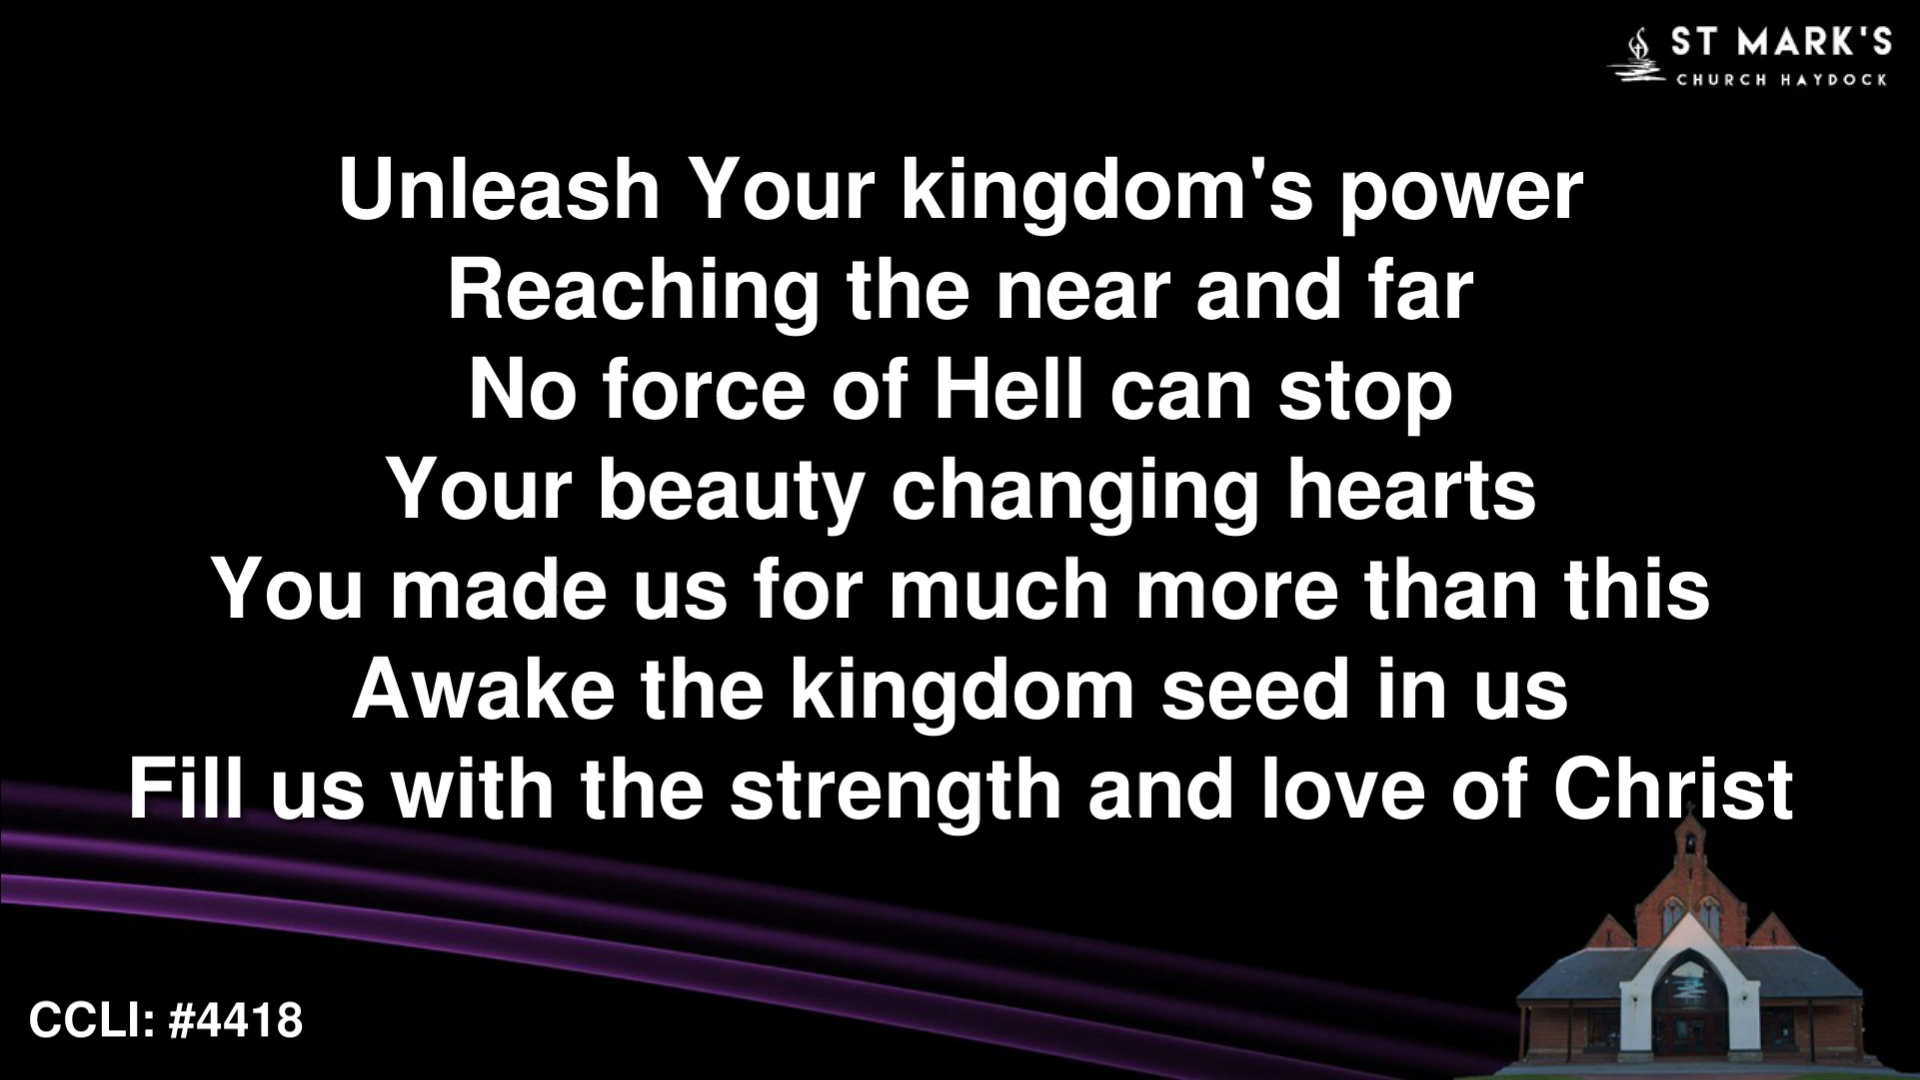 ST MARK'S
CHURCH HAYDOCK
Unleash Your kingdom's power
Reaching the near and far
No force of Hell can stop
Your beauty changing hearts
You made us for much more than this
Awake the kingdom seed in us
Fill us with the strength and love of Christ
CCLI: #4418